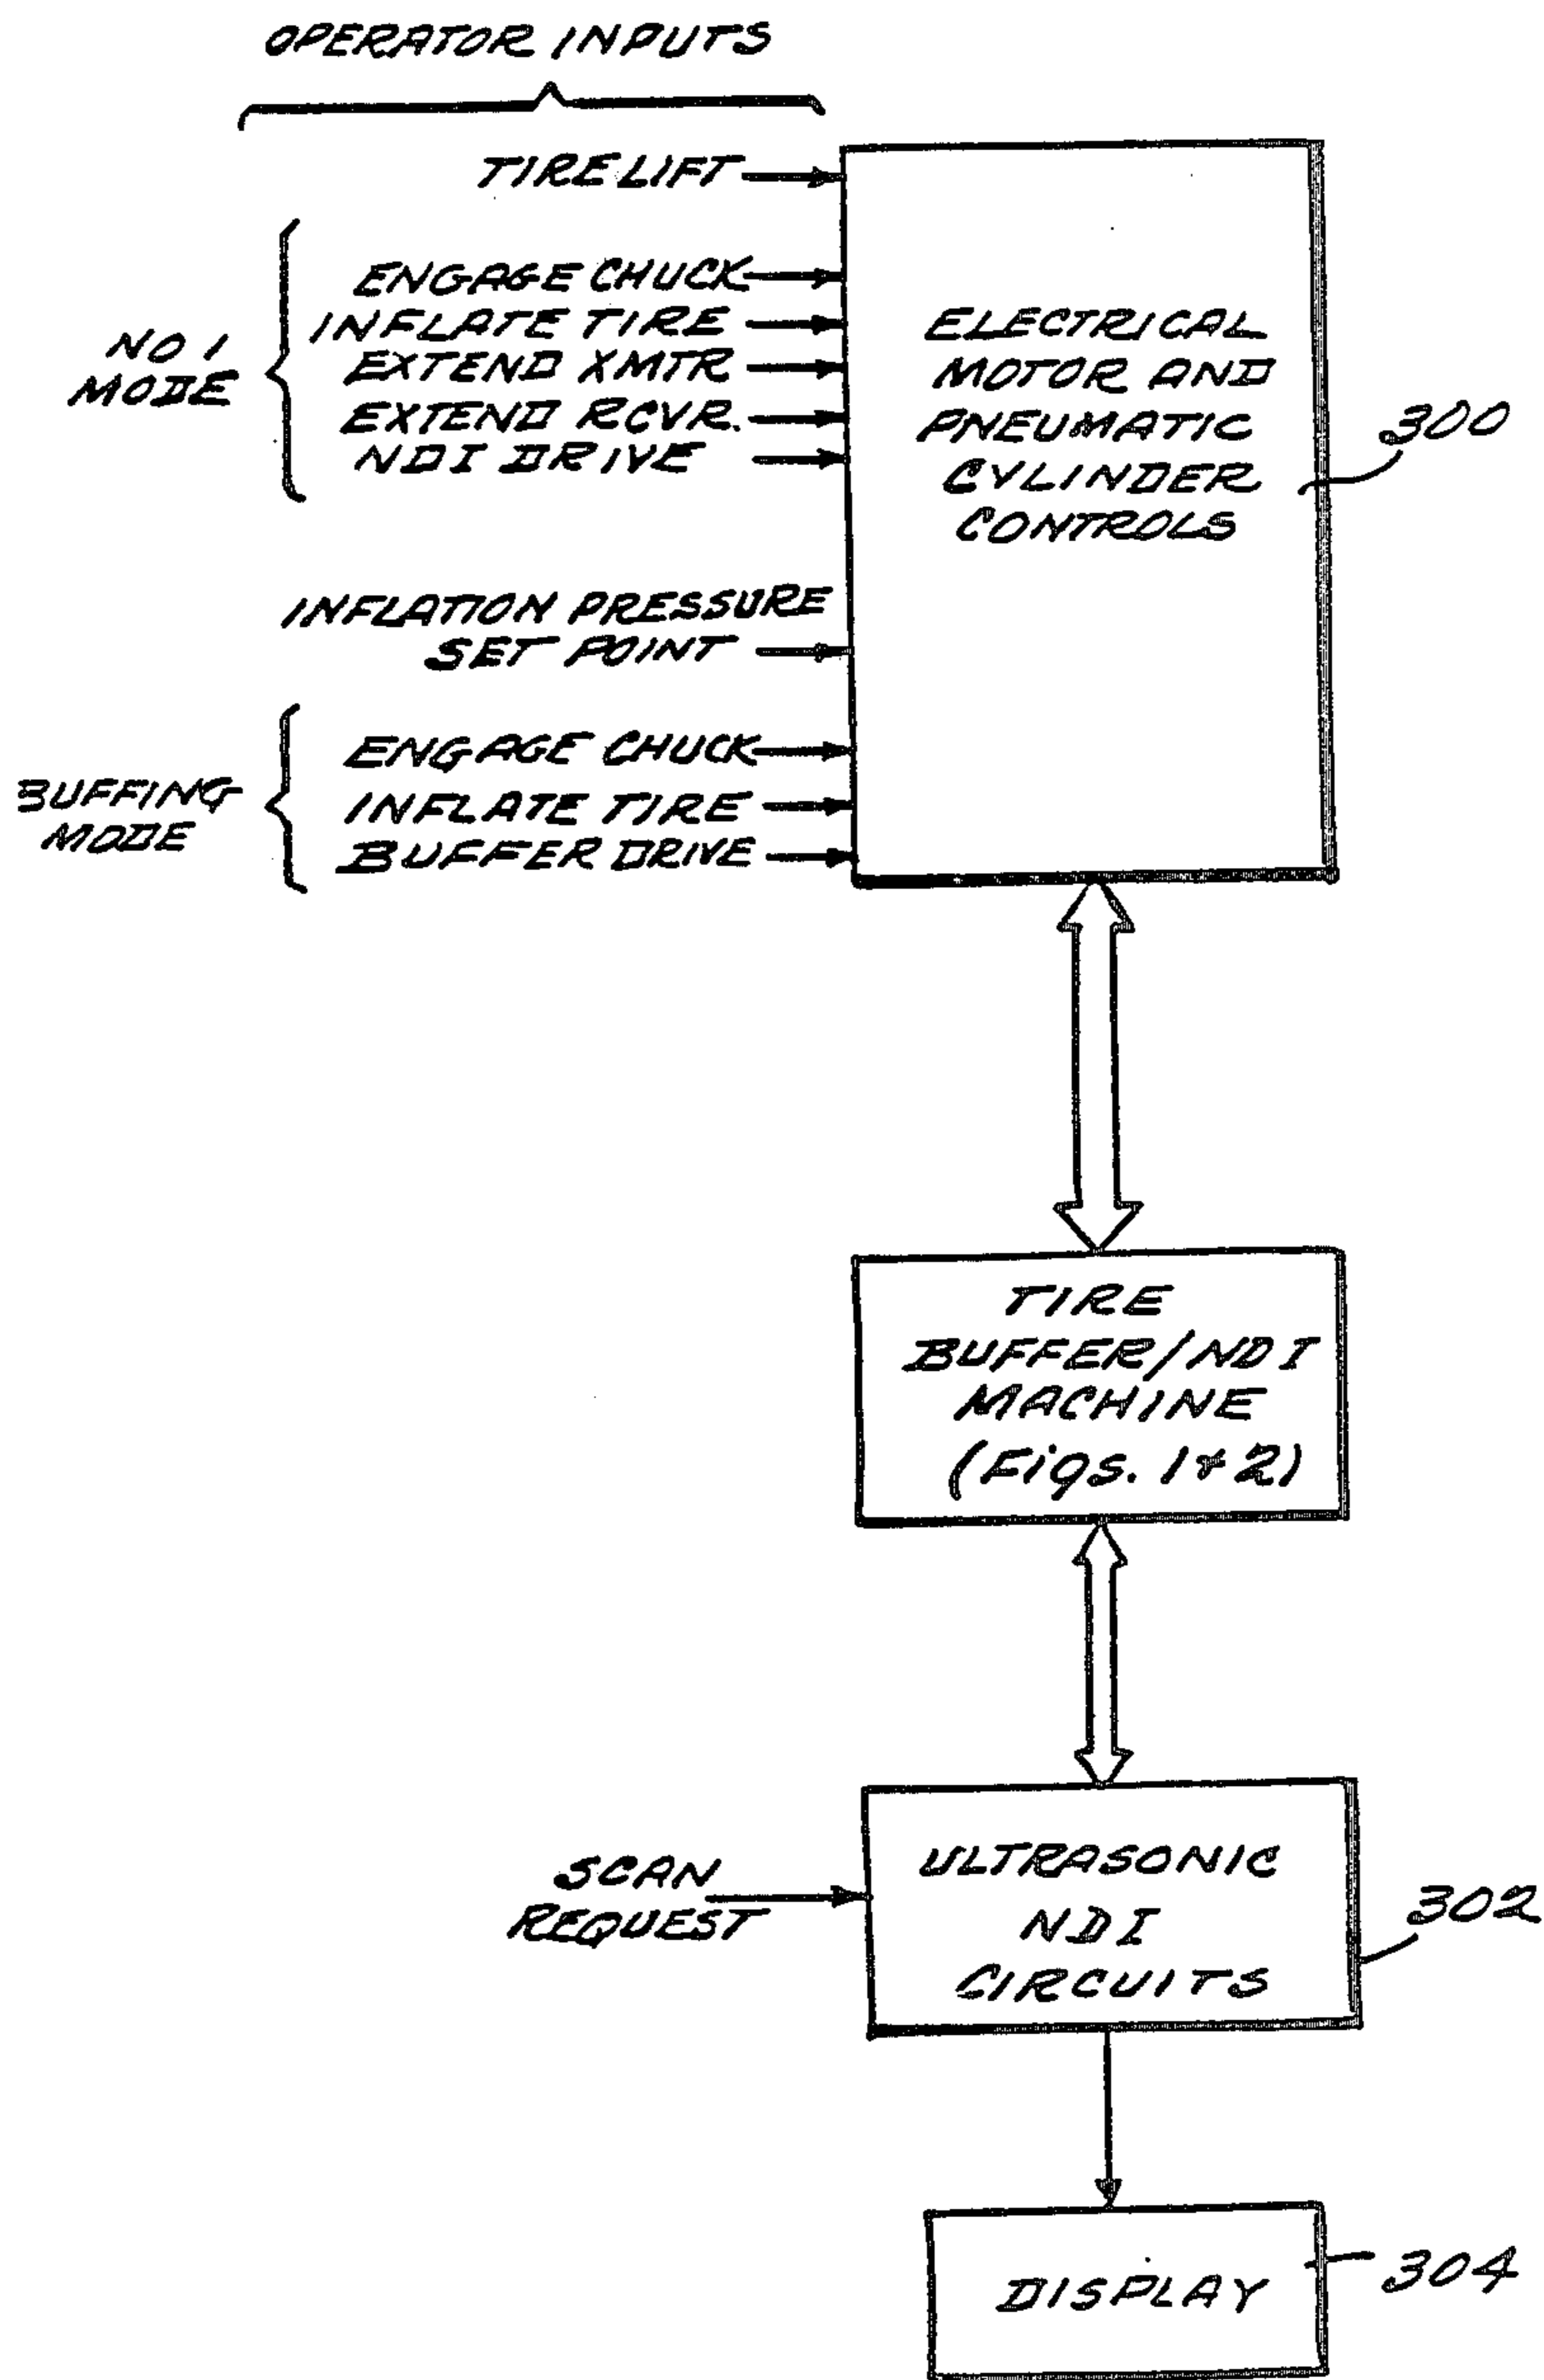 OPERATOR INPUTS
TIRE LIFT
NO I
MODE
ENGAGE CHUCK
INFLATE TIRE
EXTEND XMTR
EXTEND RCVR.
NDI DRIVE
ELECTRICAL
MOTOR AND
PNEUMATIC
CYLINDER
CONTROLS
300
INFLATION PRESSURE
SET POINT
BUFFING
MODE
ENGAGE CHUCK
INFLATE TIRE
BUFFER DRIVE
TIRE
BUFFER/NDI
MACHINE
(Figs. 1 & 2)
SCAN
REQUEST
ULTRASONIC
NDI
CIRCUITS
302
DISPLAY
304